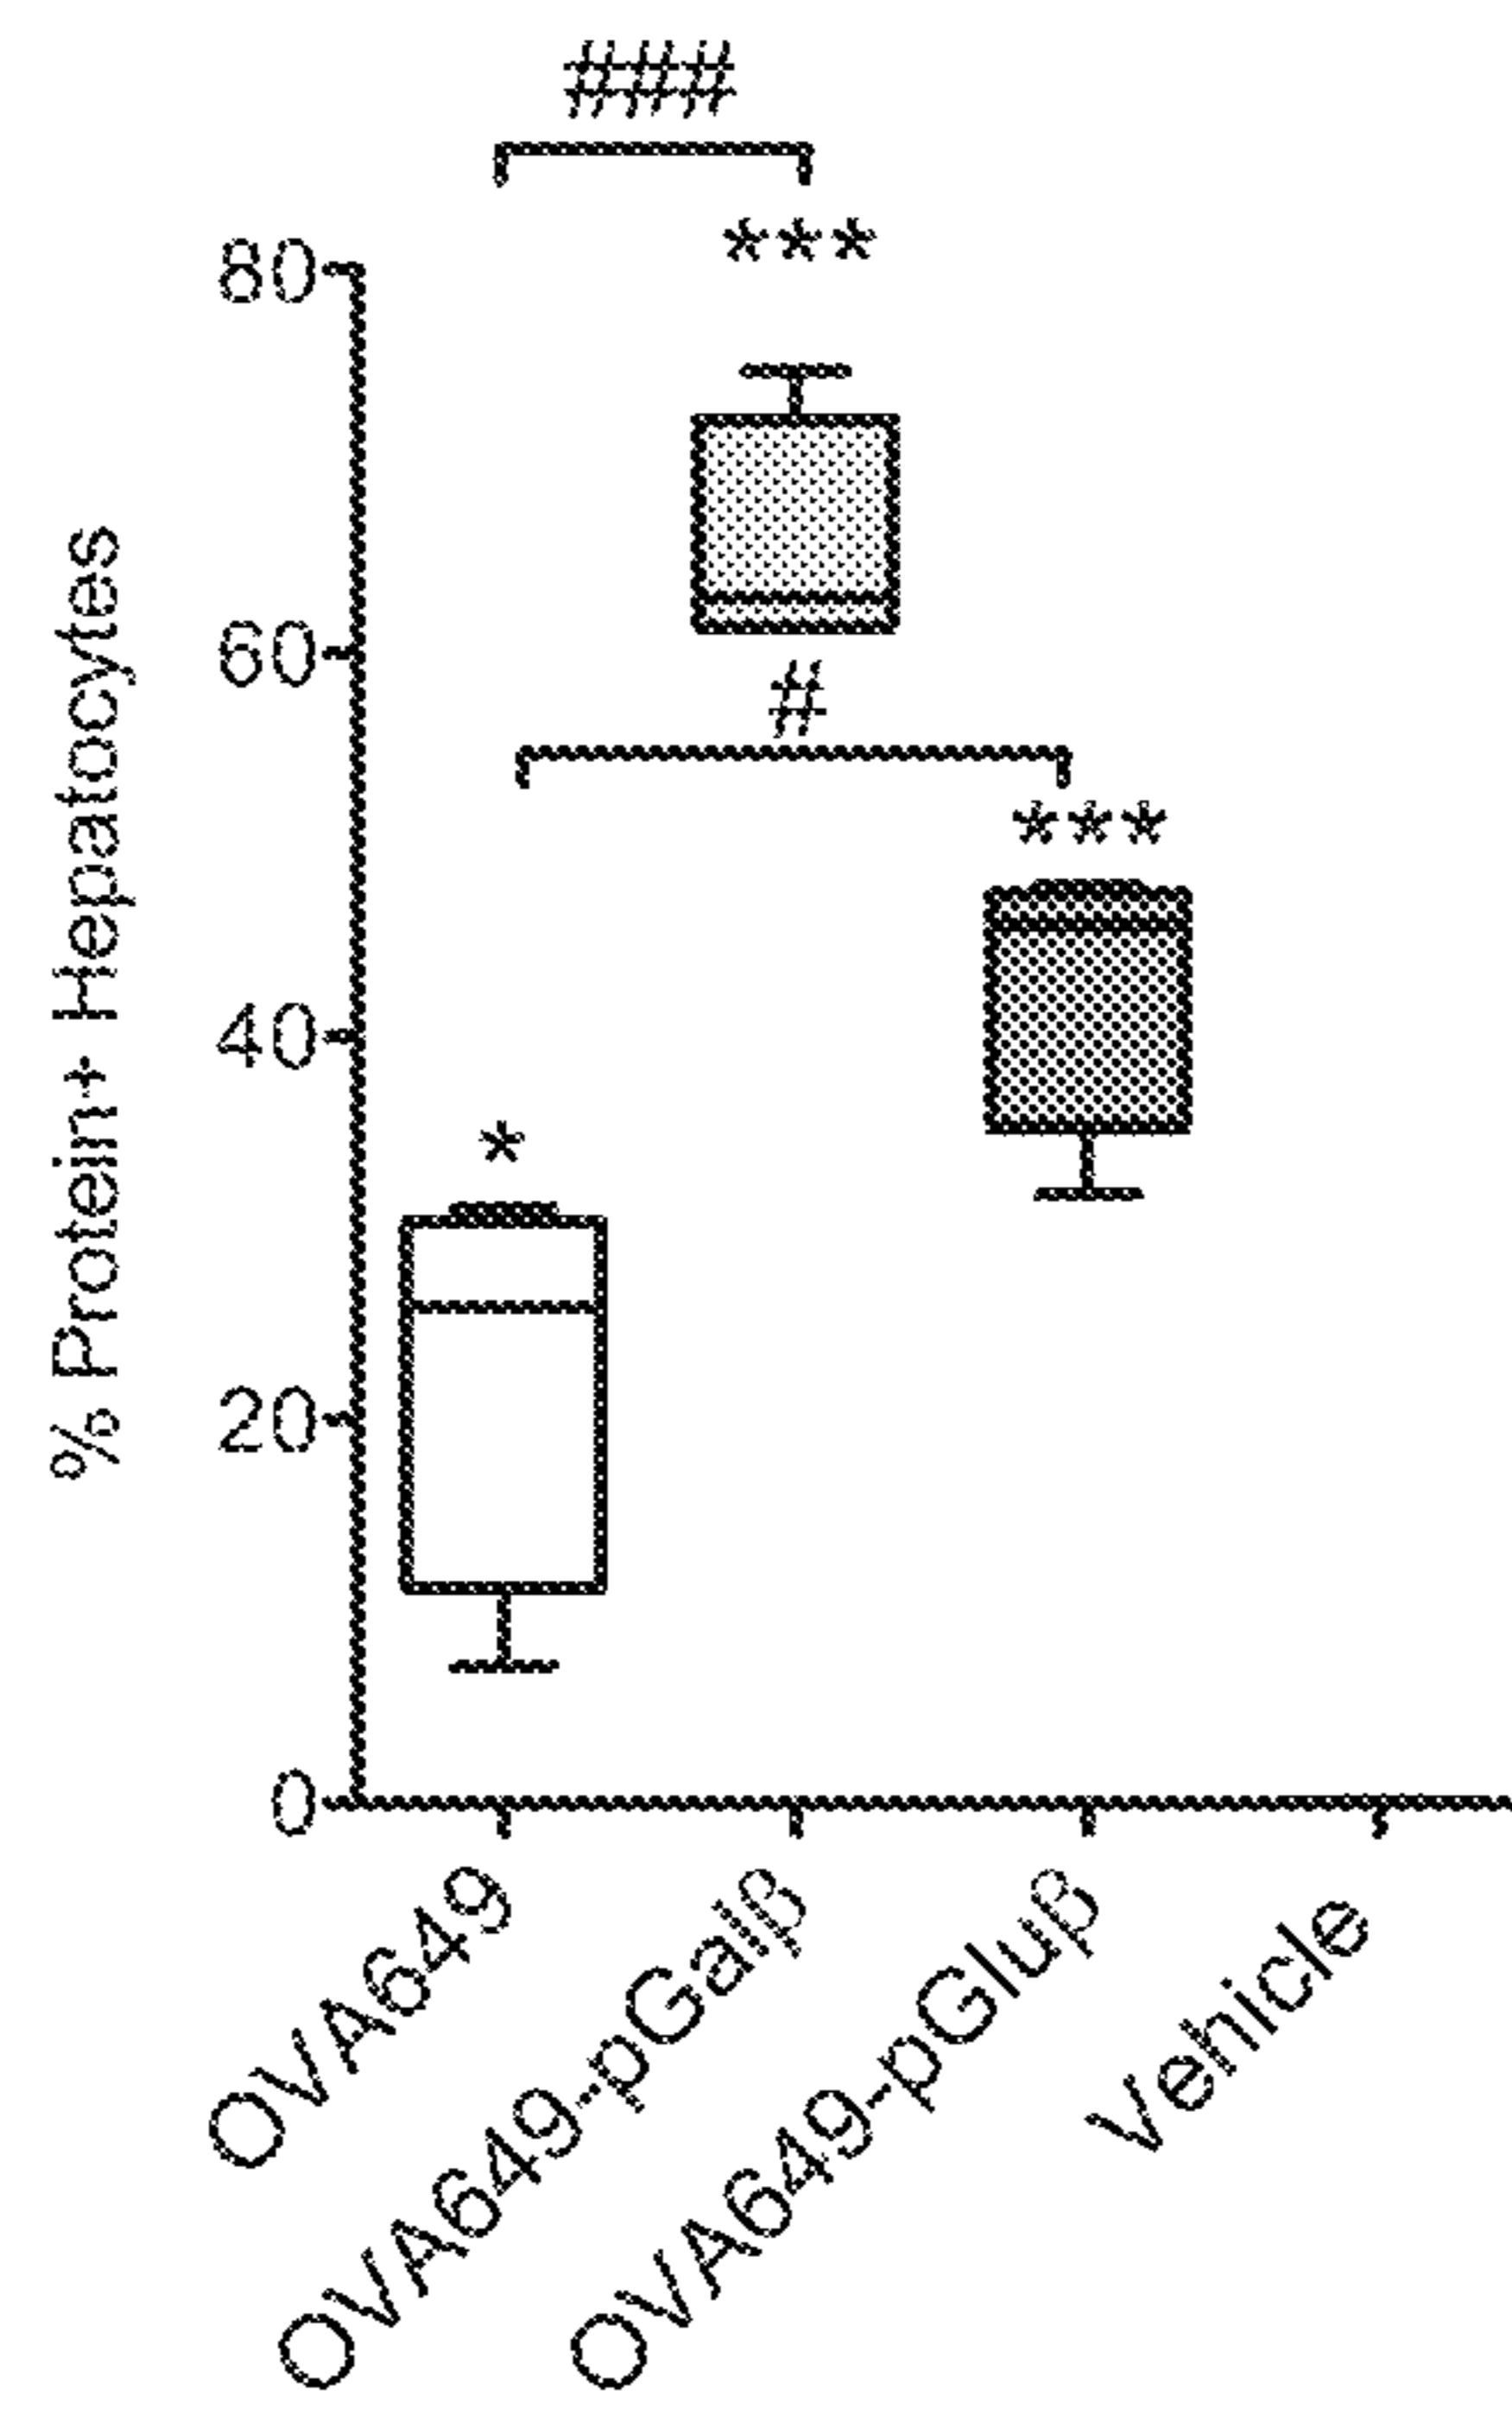 ###
***
80
60
40
20
0
% Protein+ Hepatocytes
#
***
*
OVA649
OVA649-pGalβ
OVA649-pGluβ
Vehicle